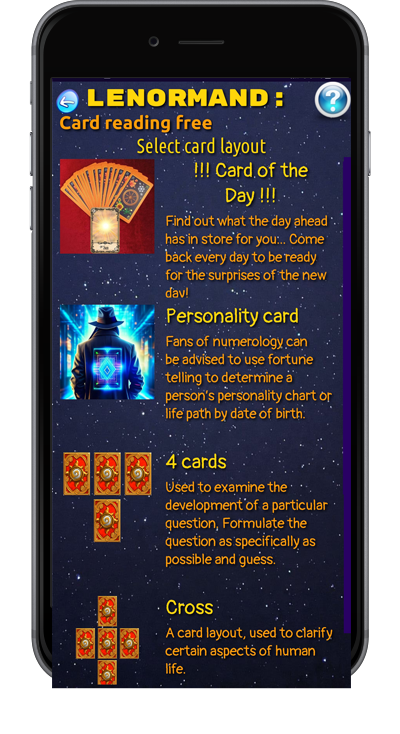 LENORMAND :
Card reading free
Select card layout
!!! Card of the
Day !!!
Find out what the day ahead
has in store for you... Come
back every day to be ready
for the surprises of the new
day!
Personality card
Fans of numerology can
be advised to use fortune
telling to determine a
person's personality chart or
life path by date of birth.
4 cards
Used to examine the
development of a particular
question, Formulate the
question as specifically as
possible and guess.
Cross
A card layout, used to clarify
certain aspects of human
life.